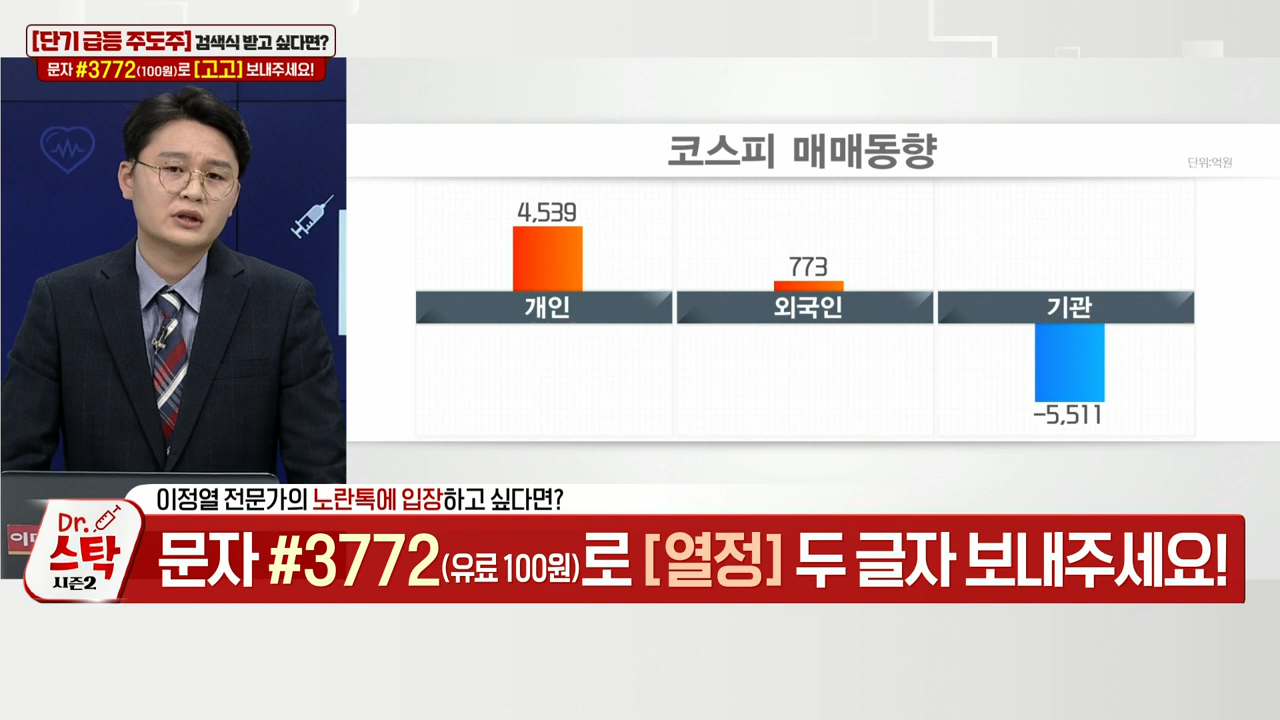 [단기 급등 주도주] 검색식 받고 싶다면?
문자 #3772(100원)로 [고고] 보내주세요!
코스피 매매동향
단위:억원
4,539
773
개인
외국인
기관
-5,511
이정열 전문가의 노란톡에 입장하고 싶다면?
Dr.
스탁
시즌2
문자 #3772(유료 100원)로 [열정] 두 글자 보내주세요!